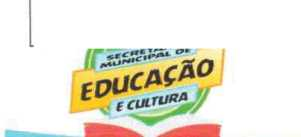 SECRETARIA
MUNICIPAL DE
EDUCAÇÃO
E CULTURA